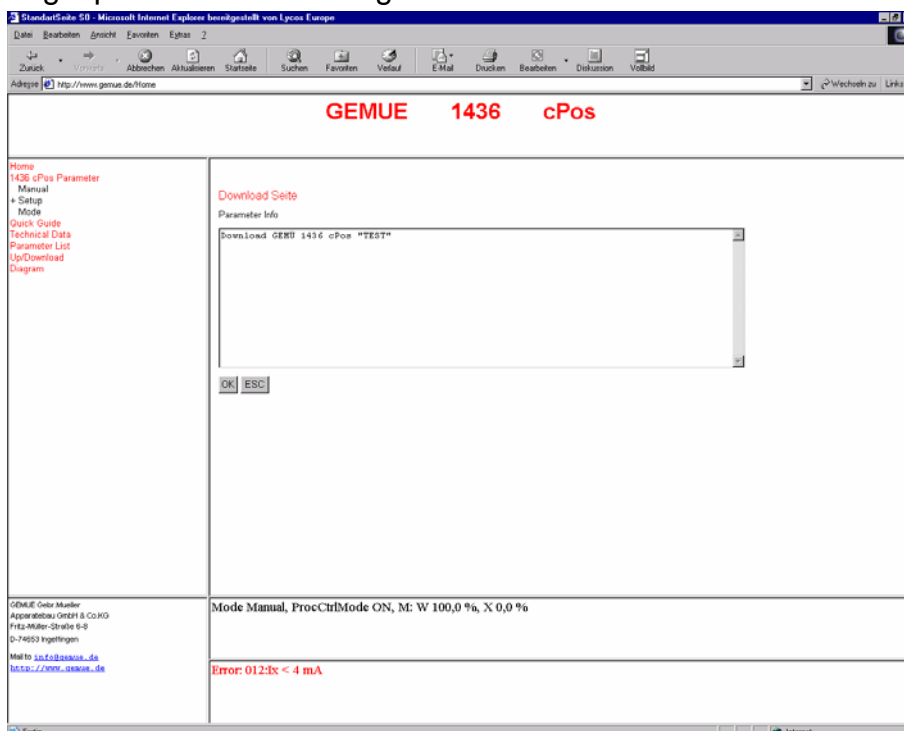 StandartSeite S0 - Microsoft Internet Explorer bereitgestellt von Lycos Europe
Datei Bearbeiten Ansicht Favoriten Extras ?
Zurück Vorwärts Abbrechen Aktualisieren Startseite Suchen Favoriten Verlauf E-Mail Drucken Bearbeiten Diskussion Vollbild
Adresse http://www.gemue.de/Home Wechseln zu Links
GEMUE 1436 cPos
Home
1436 cPos Parameter
Manual
+ Setup
Mode
Quick Guide
Technical Data
Parameter List
Up/Download
Diagram
Download Seite
Parameter Info
Download GEMÜ 1436 cPos "TEST"
OK ESC
GEMUE Gebr.Mueller
Apparatebau GmbH & Co.KG
Fritz-Müller-Straße 6-8
D-74653 Ingelfingen
Mail to info@gemue.de
http://www.gemue.de
Mode Manual, ProcCtrlMode ON, M: W 100,0 %, X 0,0 %
Error: 012:Ix < 4 mA